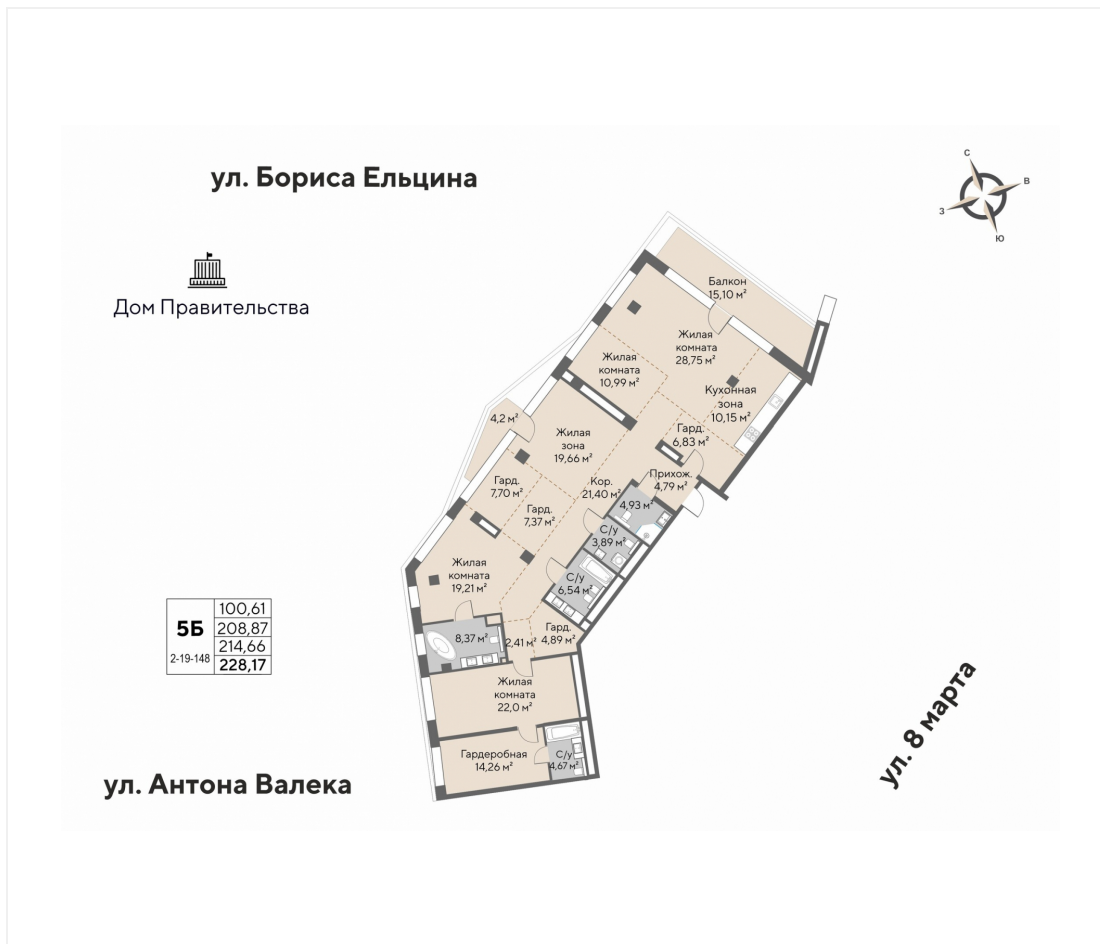 ул. Бориса Ельцина
С
В
З
Ю
Дом Правительства
Балкон
15,10 м²
Жилая
комната
28,75 м²
Жилая
комната
10,99 м²
Кухонная
зона
10,15 м²
4,2 м²
Жилая
зона
19,66 м²
Гард.
6,83 м²
Гард.
7,70 м²
Кор.
21,40 м²
Прихож.
4,79 м²
Гард.
7,37 м²
4,93 м²
С/у
3,89 м²
Жилая
комната
19,21 м²
С/у
6,54 м²
5Б
2-19-148
100,61
208,87
214,66
228,17
8,37 м²
2,41 м²
Гард.
4,89 м²
Жилая
комната
22,0 м²
Гардеробная
14,26 м²
С/у
4,67 м²
ул. 8 марта
ул. Антона Валека